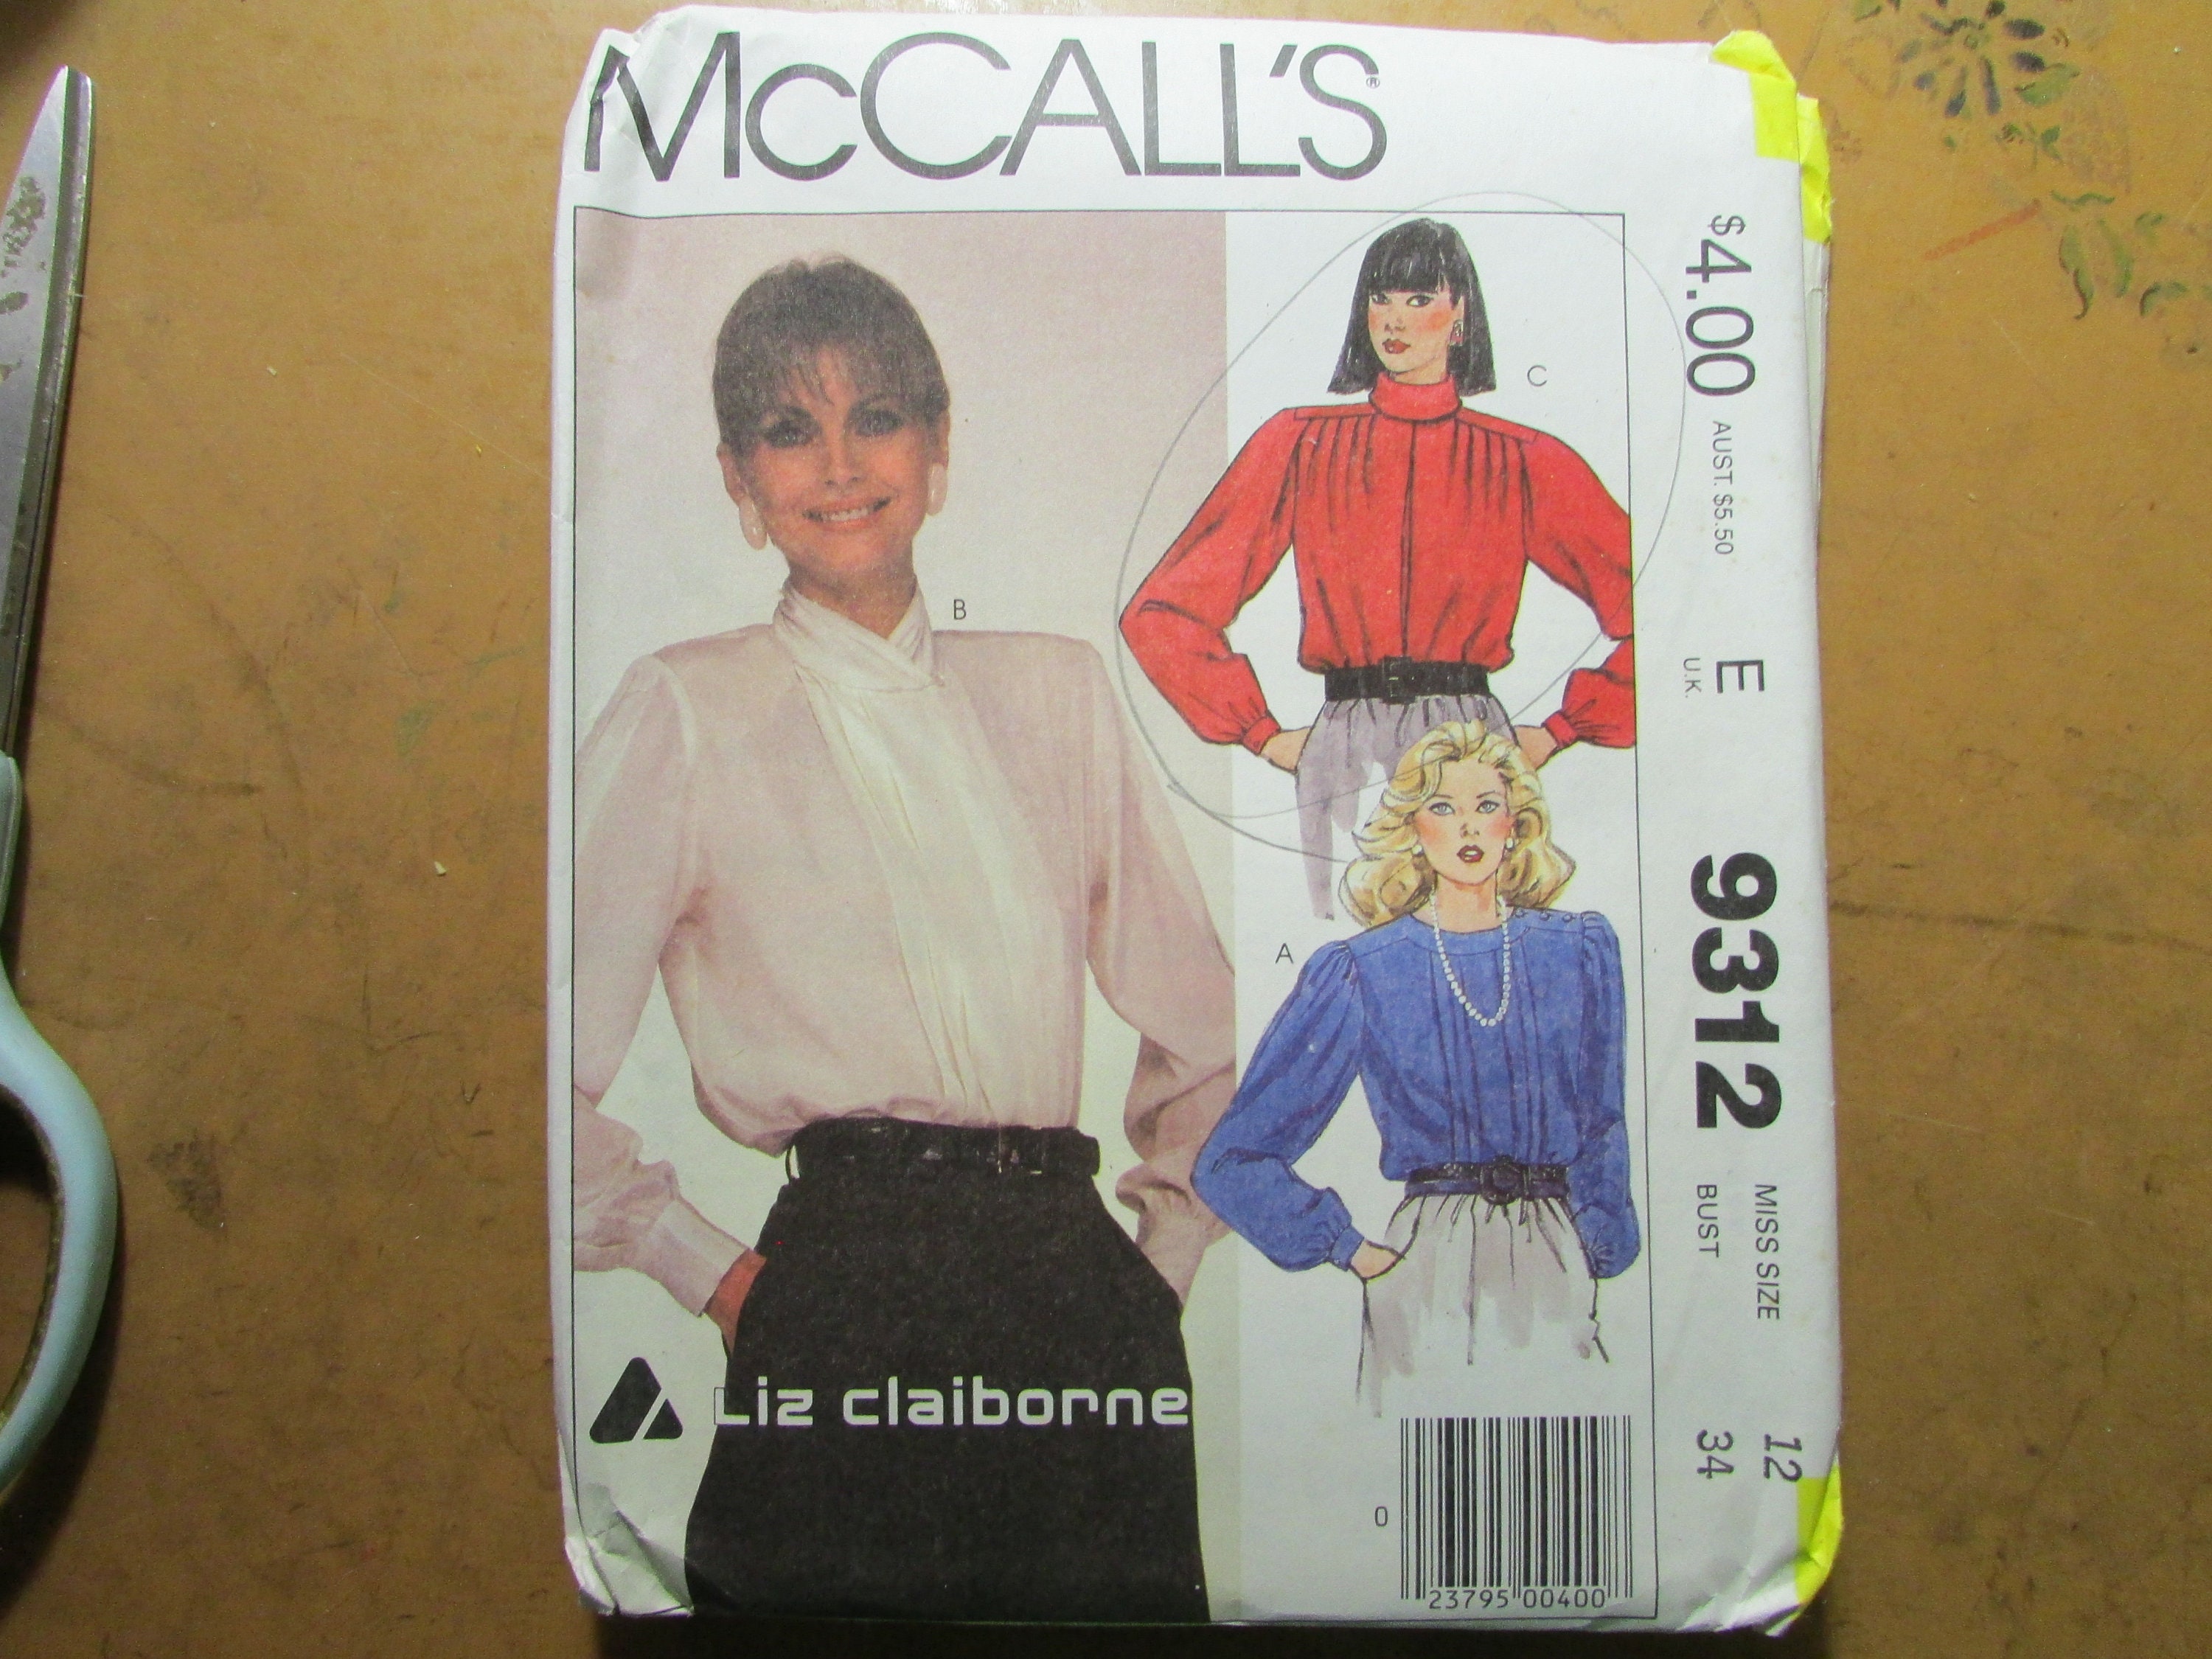 McCALL'S®
$4.00 AUST. $5.50
E
U.K.
9312
MISS SIZE 12
BUST 34
B
C
A
Liz claiborne
0
23795 00400